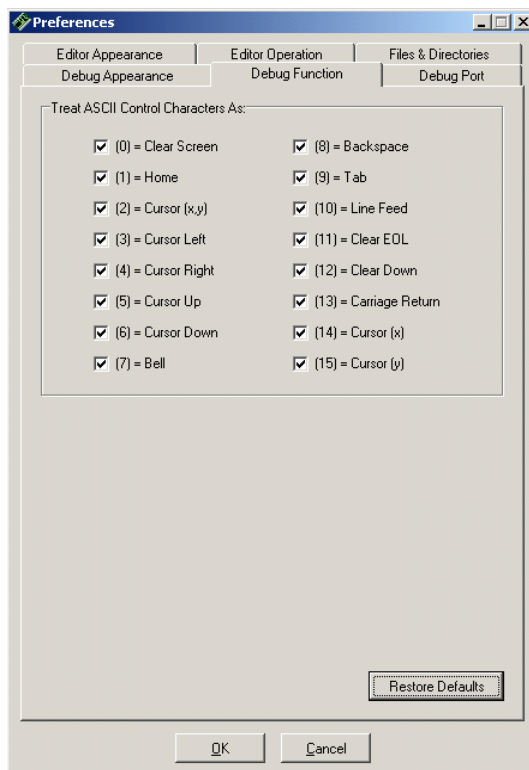 Preferences
Editor Appearance Editor Operation Files & Directories
Debug Appearance Debug Function Debug Port
Treat ASCII Control Characters As:
(0) = Clear Screen (8) = Backspace
(1) = Home (9) = Tab
(2) = Cursor (x,y) (10) = Line Feed
(3) = Cursor Left (11) = Clear EOL
(4) = Cursor Right (12) = Clear Down
(5) = Cursor Up (13) = Carriage Return
(6) = Cursor Down (14) = Cursor (x)
(7) = Bell (15) = Cursor (y)
Restore Defaults
OK Cancel